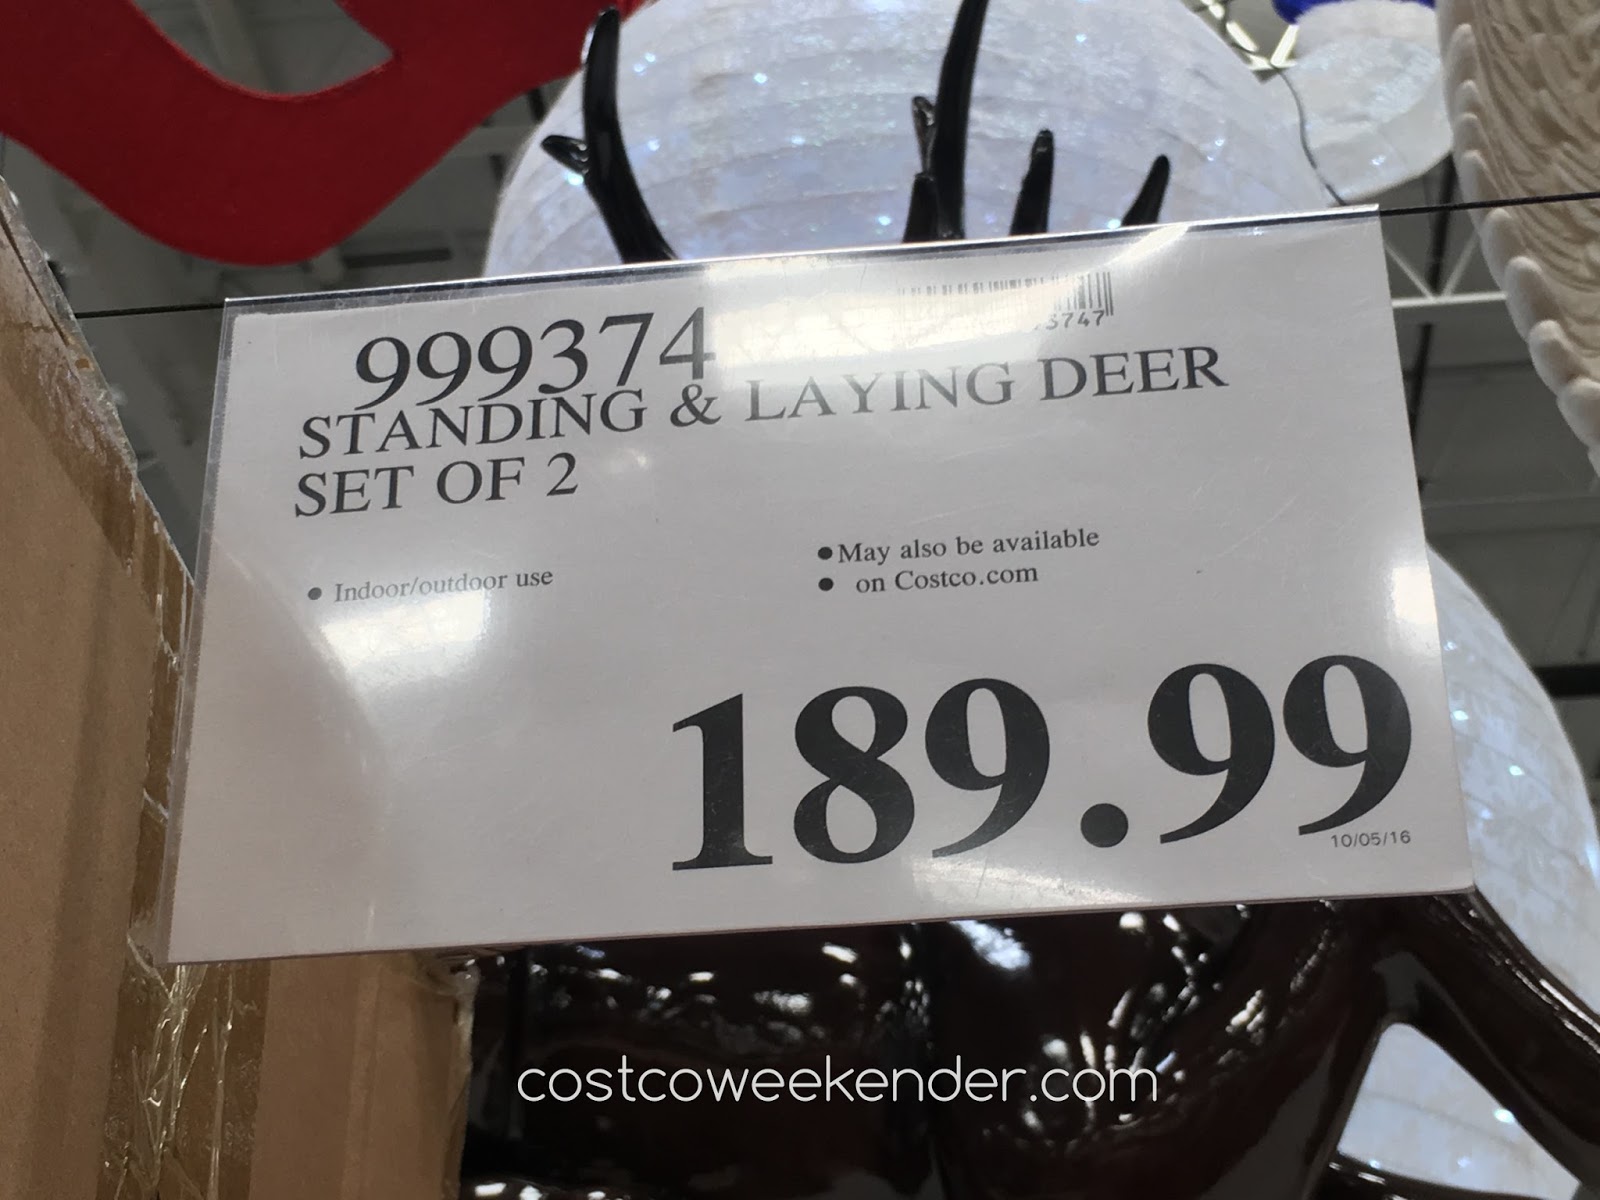 999374
STANDING & LAYING DEER
SET OF 2
• Indoor/outdoor use
• May also be available
• on Costco.com
189.99
10/05/16
costcoweekender.com